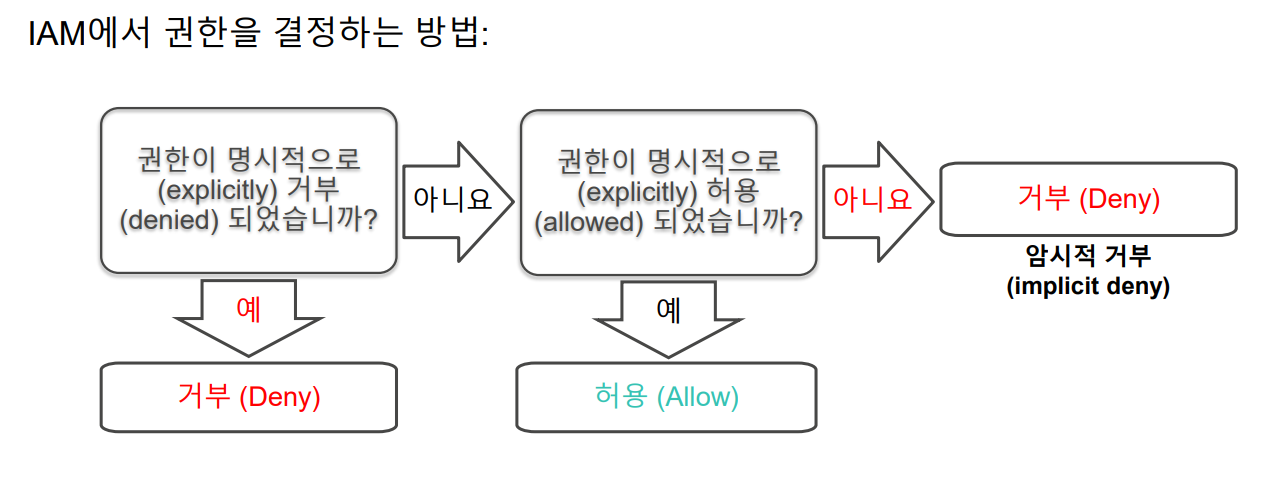 IAM에서 권한을 결정하는 방법:
권한이 명시적으로
(explicitly) 거부
(denied) 되었습니까?
아니요
권한이 명시적으로
(explicitly) 허용
(allowed) 되었습니까?
아니요
거부 (Deny)
암시적 거부
(implicit deny)
예
예
거부 (Deny)
허용 (Allow)